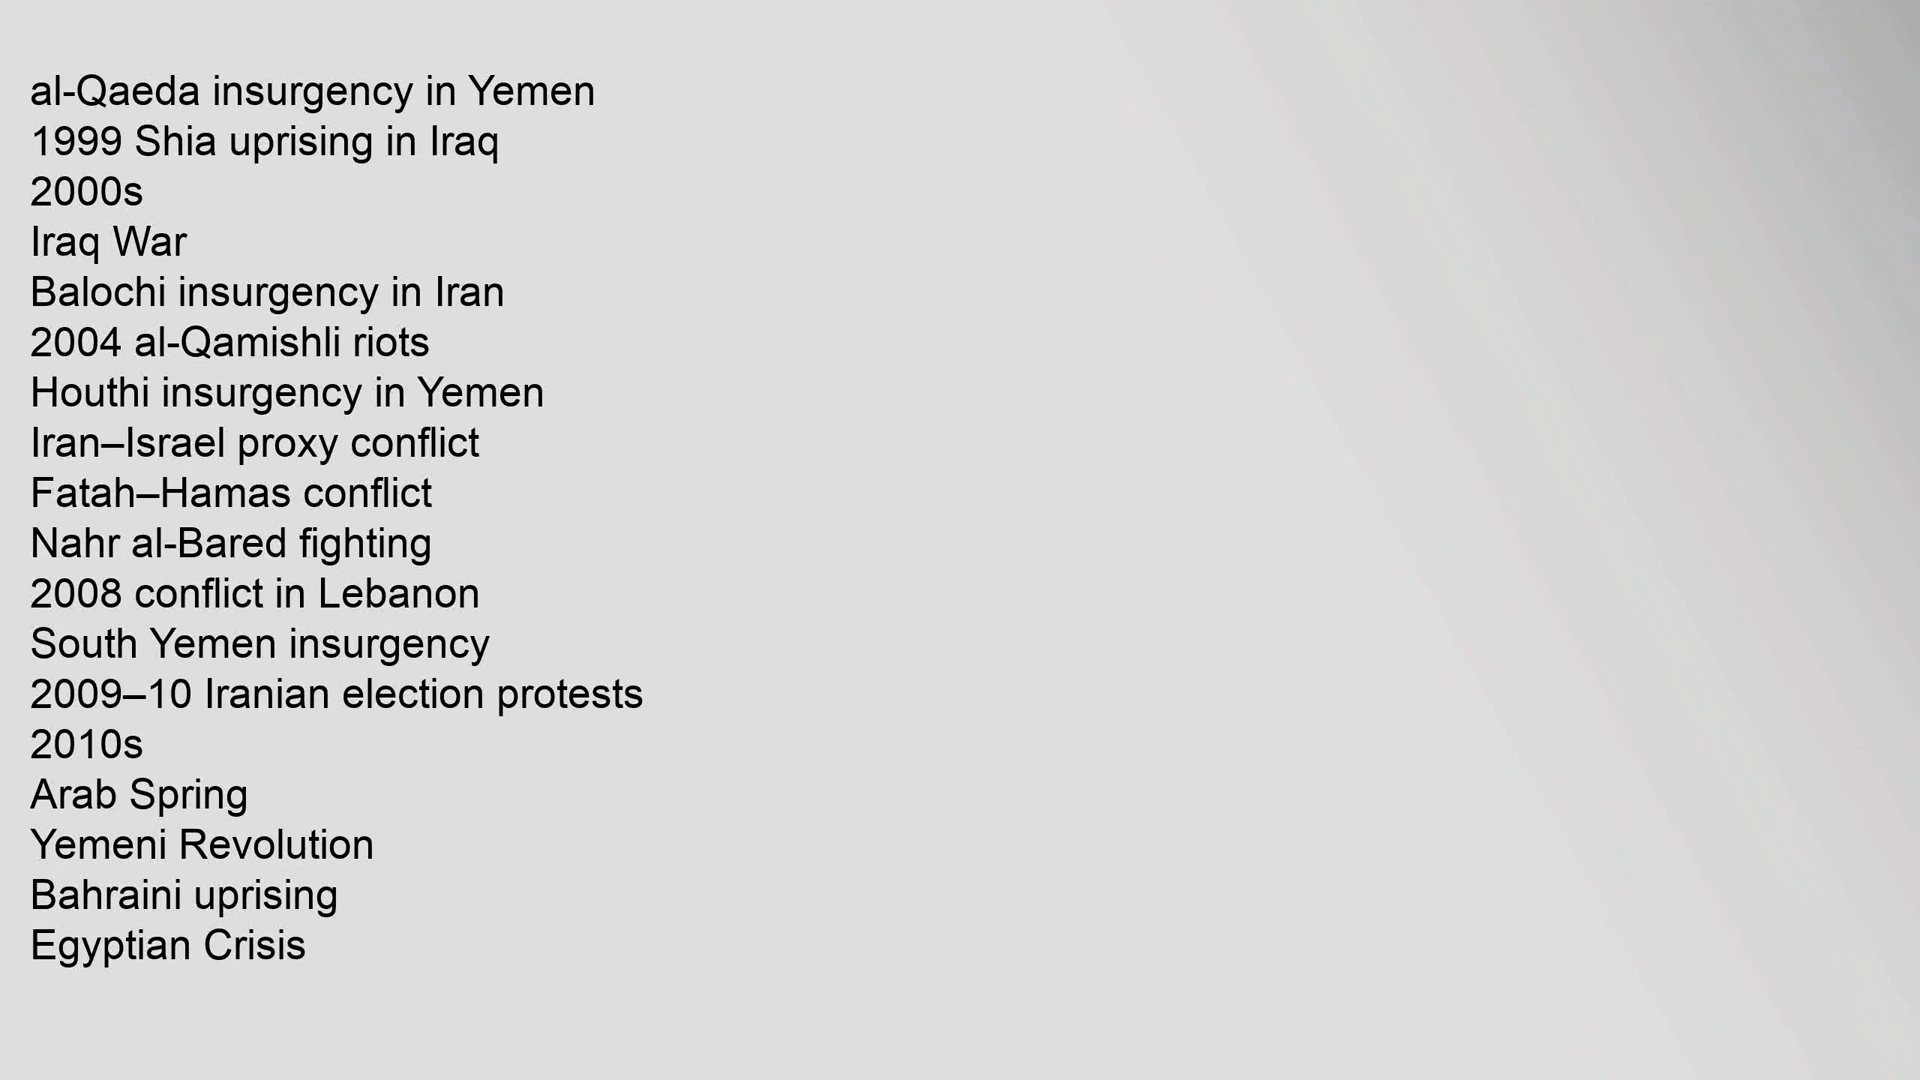 al-Qaeda insurgency in Yemen
1999 Shia uprising in Iraq
2000s
Iraq War
Balochi insurgency in Iran
2004 al-Qamishli riots
Houthi insurgency in Yemen
Iran–Israel proxy conflict
Fatah–Hamas conflict
Nahr al-Bared fighting
2008 conflict in Lebanon
South Yemen insurgency
2009–10 Iranian election protests
2010s
Arab Spring
Yemeni Revolution
Bahraini uprising
Egyptian Crisis